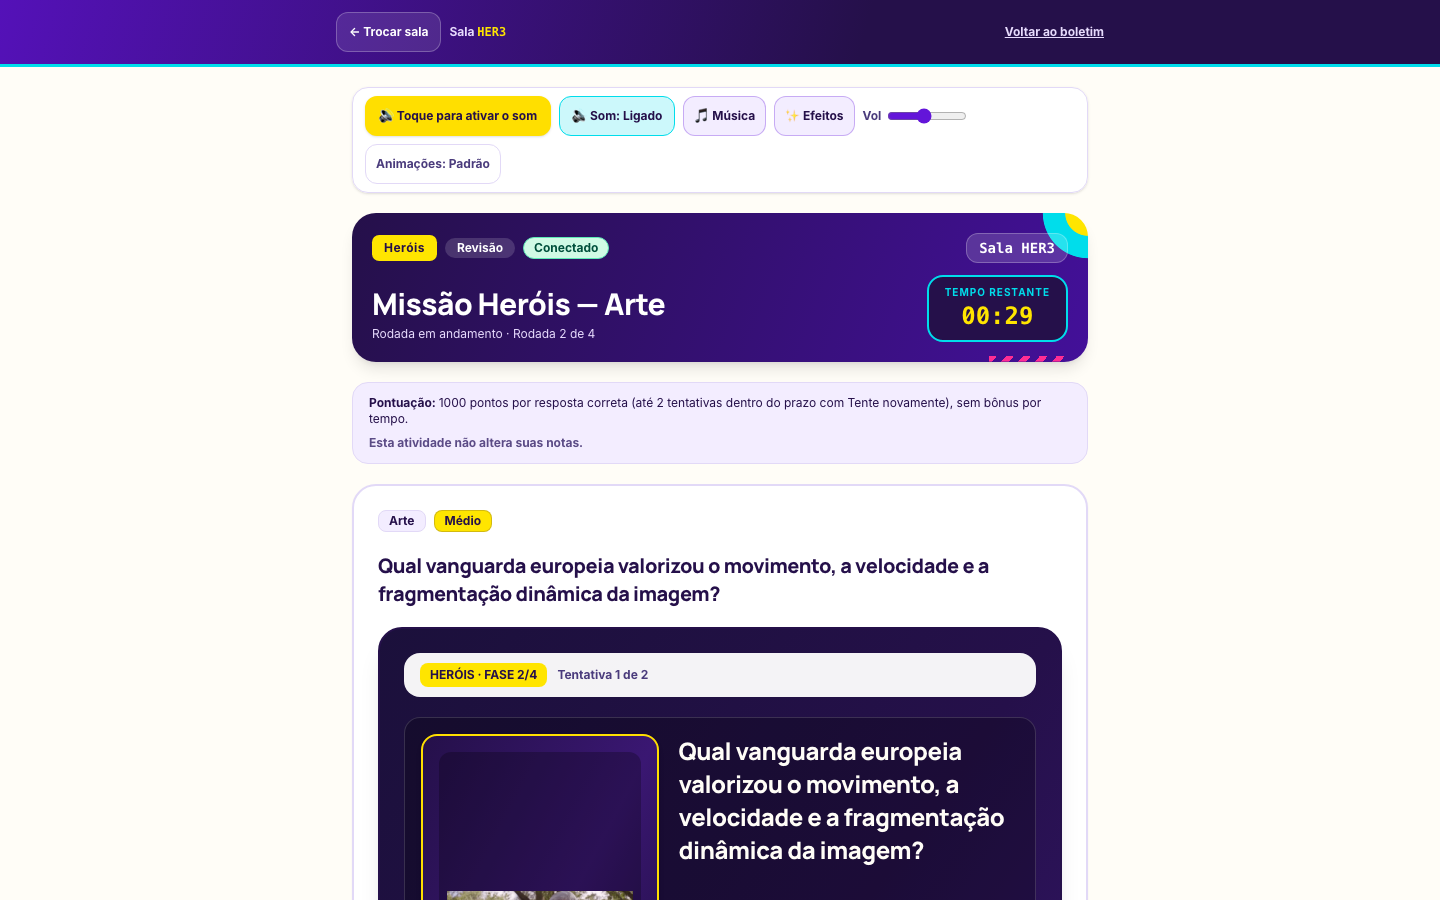 ← Trocar sala
Sala HER3
Voltar ao boletim
Toque para ativar o som
Som: Ligado
Música
Efeitos
Vol
Animações: Padrão
Heróis
Revisão
Conectado
Sala HER3
Missão Heróis — Arte
Rodada em andamento · Rodada 2 de 4
TEMPO RESTANTE
00:29
Pontuação: 1000 pontos por resposta correta (até 2 tentativas dentro do prazo com Tente novamente), sem bônus por
tempo.
Esta atividade não altera suas notas.
Arte
Médio
Qual vanguarda europeia valorizou o movimento, a velocidade e a
fragmentação dinâmica da imagem?
HERÓIS · FASE 2/4
Tentativa 1 de 2
Qual vanguarda europeia
valorizou o movimento, a
velocidade e a fragmentação
dinâmica da imagem?